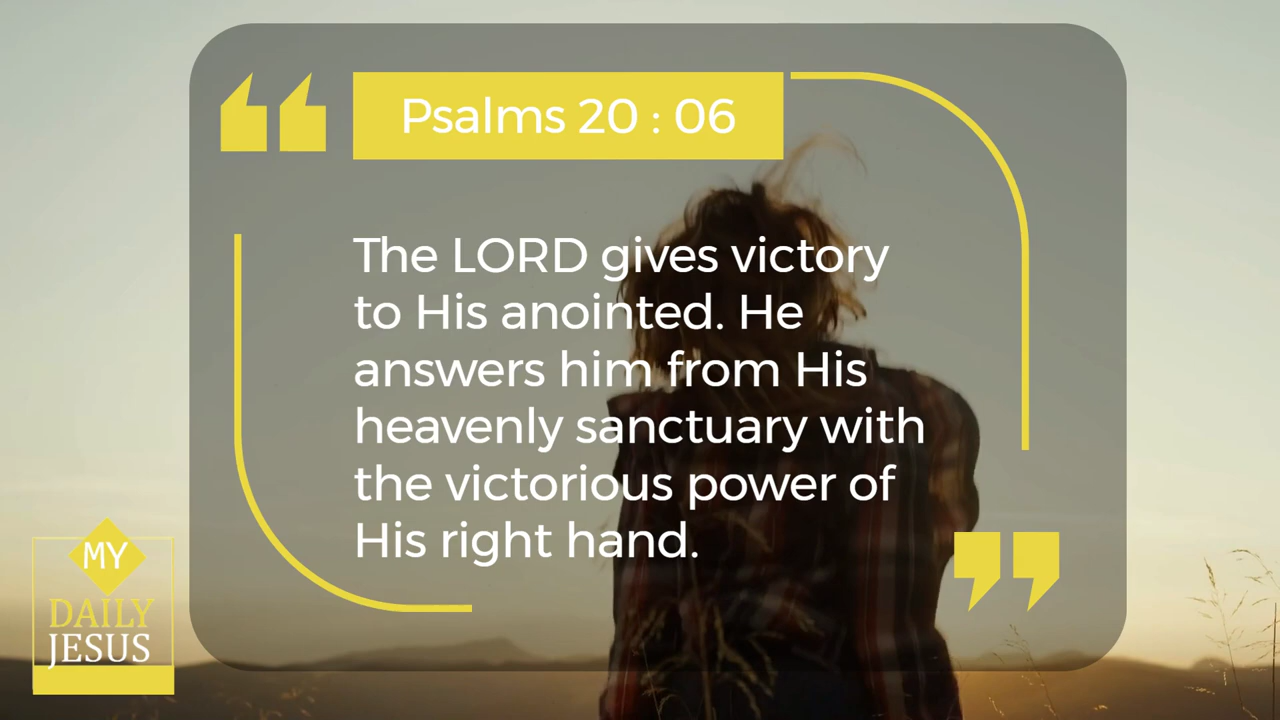 Psalms 20 : 06
The LORD gives victory
to His anointed. He
answers him from His
heavenly sanctuary with
the victorious power of
His right hand.
MY
DAILY
JESUS